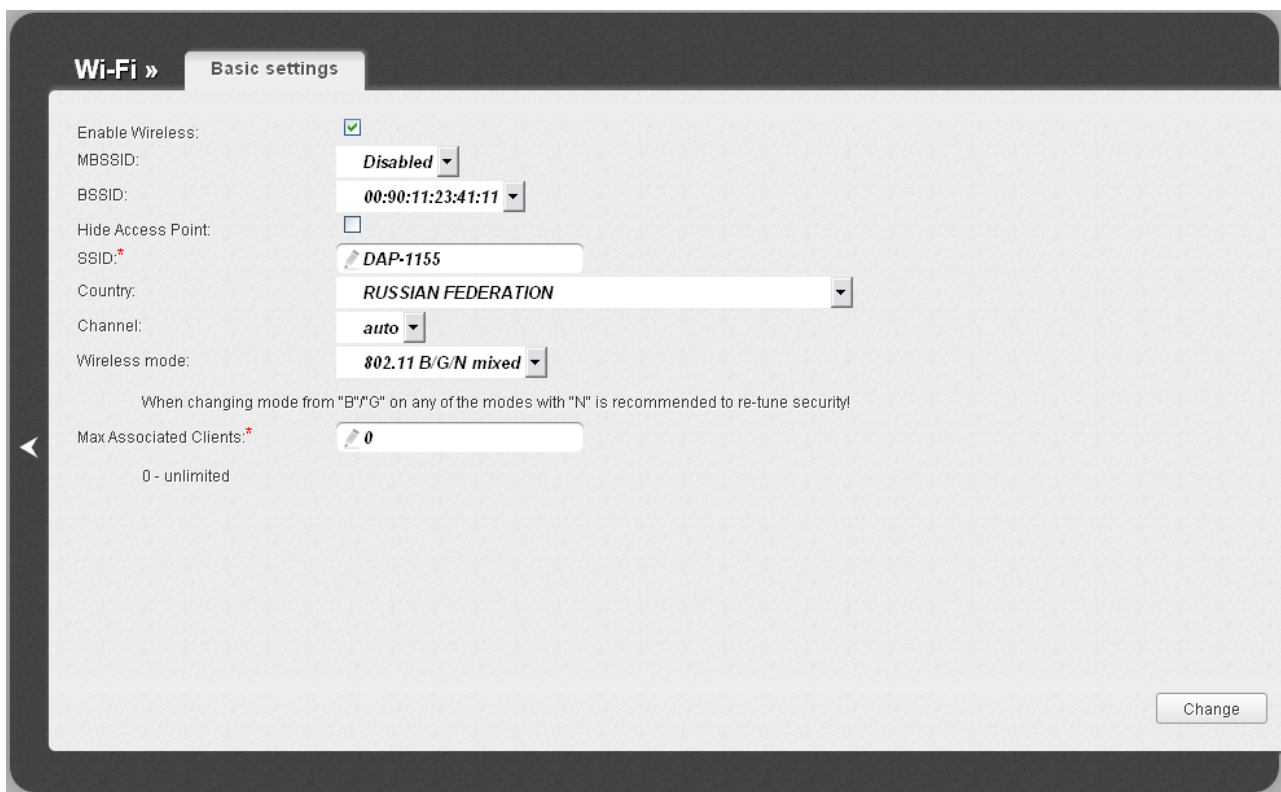 Wi-Fi » Basic settings
Enable Wireless:
MBSSID: Disabled
BSSID: 00:90:11:23:41:11
Hide Access Point:
SSID:* DAP-1155
Country: RUSSIAN FEDERATION
Channel: auto
Wireless mode: 802.11 B/G/N mixed
When changing mode from "B"/"G" on any of the modes with "N" is recommended to re-tune security!
Max Associated Clients:* 0
0 - unlimited
Change